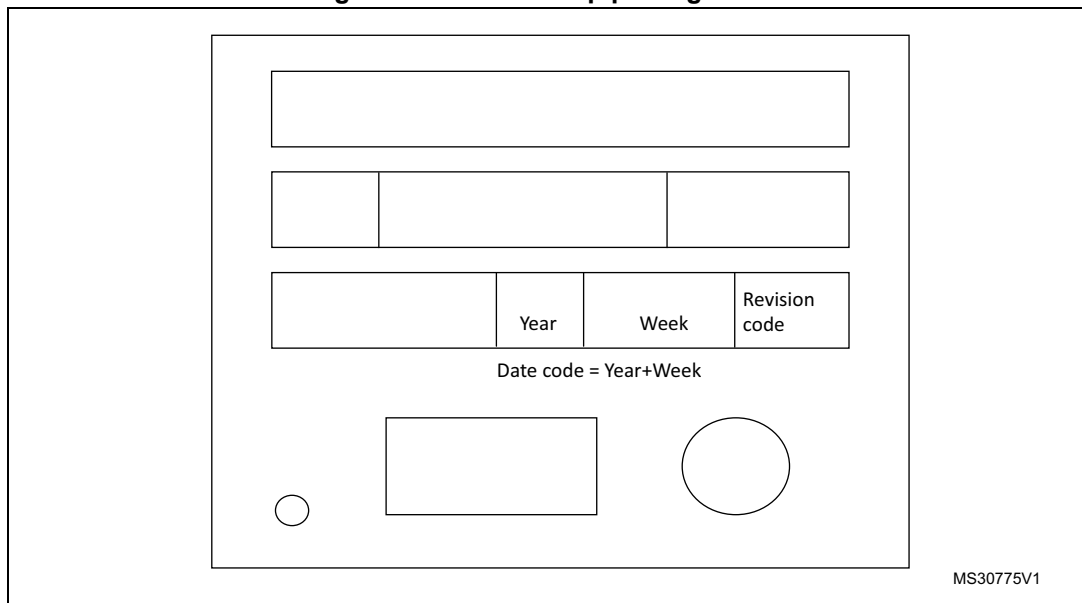 Year
Week
Revision
code
Date code = Year+Week
MS30775V1